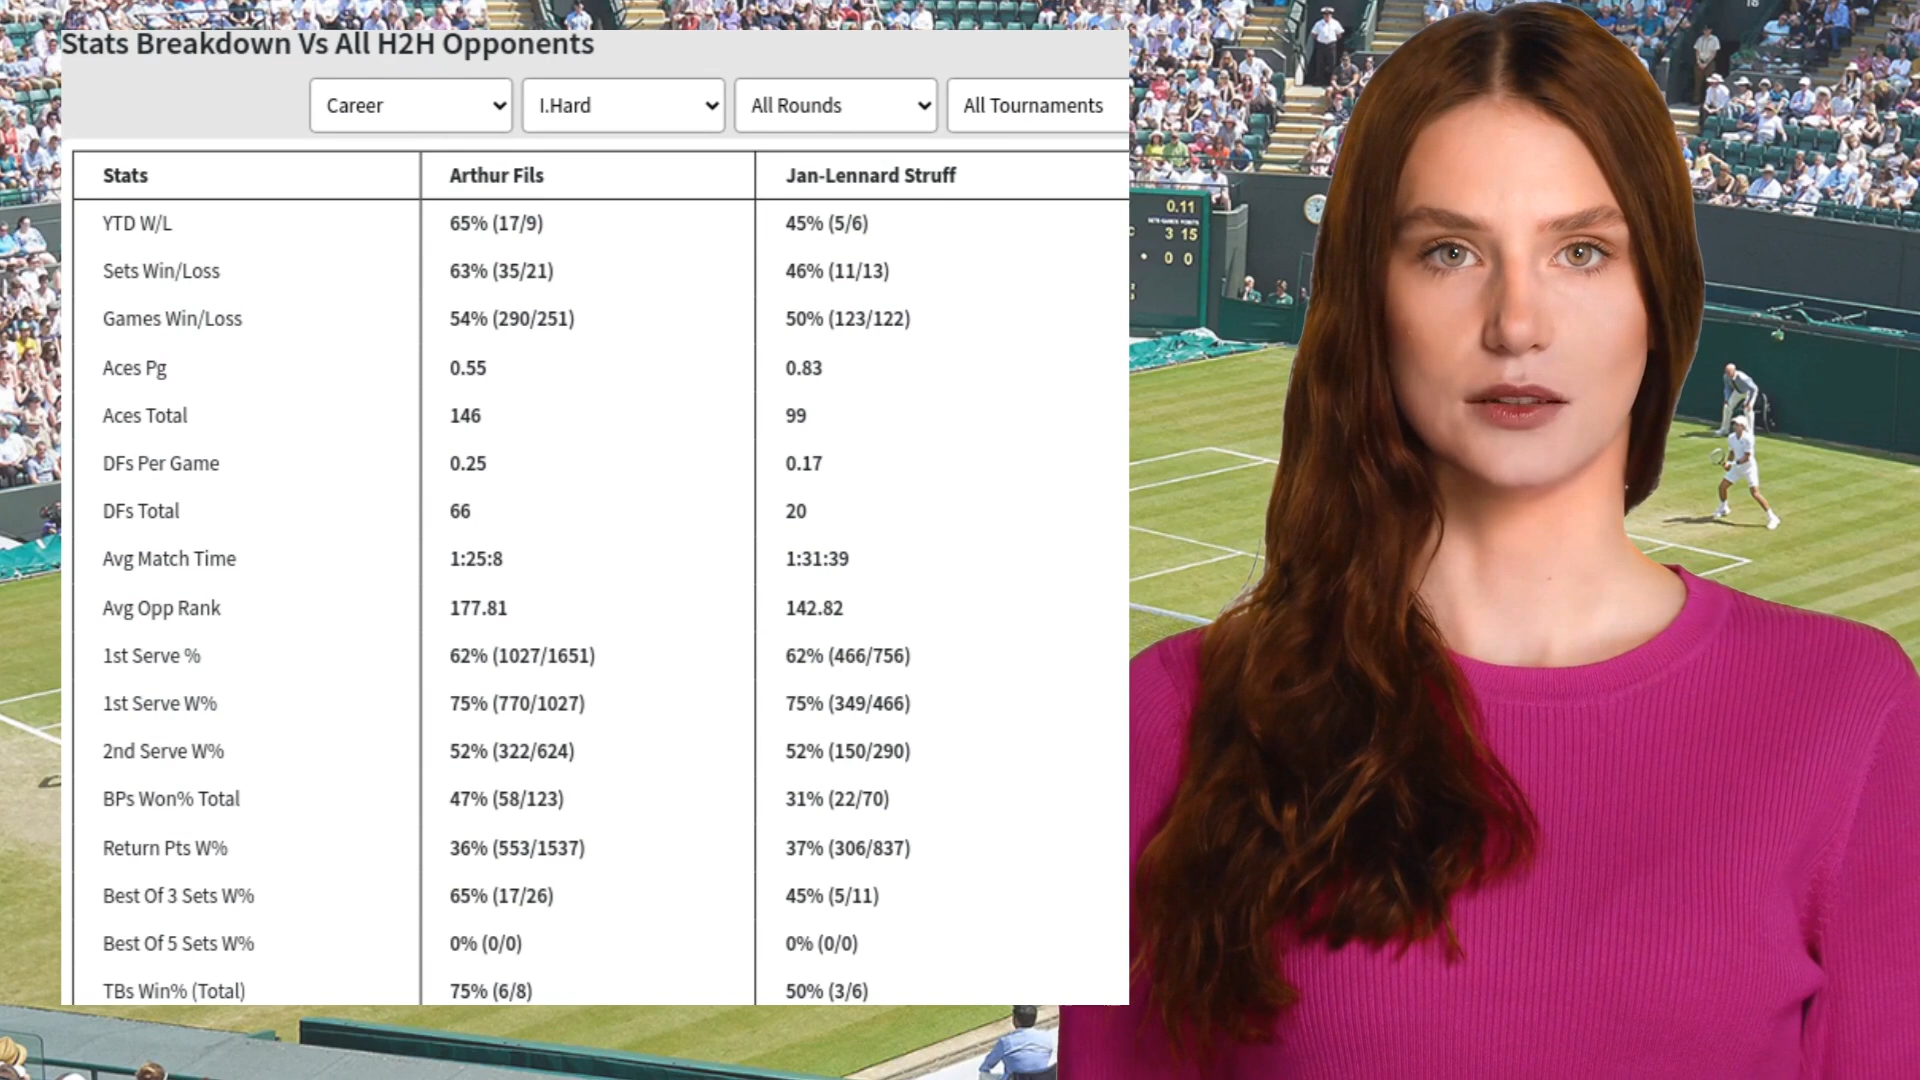 Stats Breakdown Vs All H2H Opponents
Career I.Hard All Rounds All Tournaments
Stats Arthur Fils Jan-Lennard Struff
YTD W/L 65% (17/9) 45% (5/6)
Sets Win/Loss 63% (35/21) 46% (11/13)
Games Win/Loss 54% (290/251) 50% (123/122)
Aces Pg 0.55 0.83
Aces Total 146 99
DFs Per Game 0.25 0.17
DFs Total 66 20
Avg Match Time 1:25:8 1:31:39
Avg Opp Rank 177.81 142.82
1st Serve % 62% (1027/1651) 62% (466/756)
1st Serve W% 75% (770/1027) 75% (349/466)
2nd Serve W% 52% (322/624) 52% (150/290)
BPs Won% Total 47% (58/123) 31% (22/70)
Return Pts W% 36% (553/1537) 37% (306/837)
Best Of 3 Sets W% 65% (17/26) 45% (5/11)
Best Of 5 Sets W% 0% (0/0) 0% (0/0)
TBs Win% (Total) 75% (6/8) 50% (3/6)
0.11
3 15
0 0
18